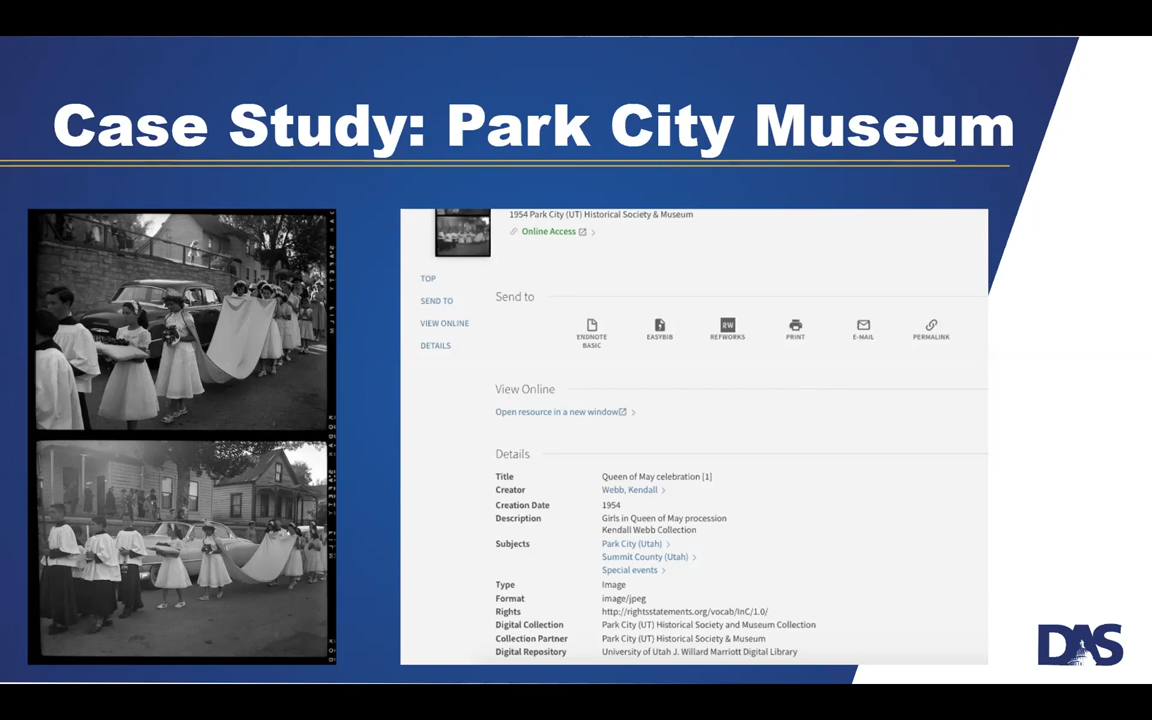 Case Study: Park City Museum
1954 Park City (UT) Historical Society & Museum
Online Access
TOP
SEND TO
VIEW ONLINE
DETAILS
Send to
ENDNOTE BASIC
EASYBIB
RW
REFWORKS
PRINT
E-MAIL
PERMALINK
View Online
Open resource in a new window
Details
Title Queen of May celebration [1]
Creator Webb, Kendall
Creation Date 1954
Description Girls in Queen of May procession
Kendall Webb Collection
Subjects Park City (Utah)
Summit County (Utah)
Special events
Type Image
Format image/jpeg
Rights http://rightsstatements.org/vocab/InC/1.0/
Digital Collection Park City (UT) Historical Society and Museum Collection
Collection Partner Park City (UT) Historical Society & Museum
Digital Repository University of Utah J. Willard Marriott Digital Library
DAS